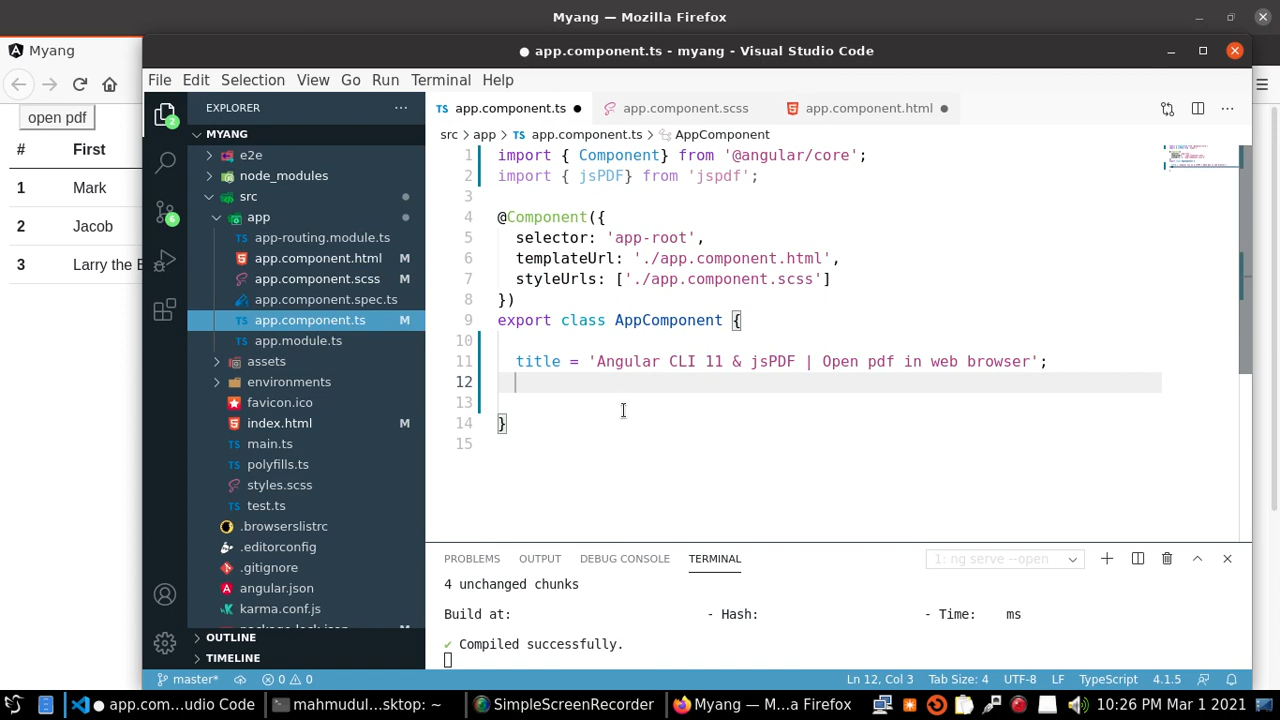 Myang — Mozilla Firefox
Myang
open pdf
# First
1 Mark
2 Jacob
3 Larry the B
● app.component.ts - myang - Visual Studio Code
File Edit Selection View Go Run Terminal Help
EXPLORER
MYANG
e2e
node_modules
src
app
app-routing.module.ts
app.component.html M
app.component.scss M
app.component.spec.ts
app.component.ts M
app.module.ts
assets
environments
favicon.ico
index.html M
main.ts
polyfills.ts
styles.scss
test.ts
.browserslistrc
.editorconfig
.gitignore
angular.json
karma.conf.js
package-lock.json
OUTLINE
TIMELINE
2
6
TS app.component.ts ● app.component.scss app.component.html ●
src > app > TS app.component.ts > AppComponent
1 import { Component} from '@angular/core';
2 import { jsPDF} from 'jspdf';
3
4 @Component({
5 selector: 'app-root',
6 templateUrl: './app.component.html',
7 styleUrls: ['./app.component.scss']
8 })
9 export class AppComponent {
10
11 title = 'Angular CLI 11 & jsPDF | Open pdf in web browser';
12
13
14 }
15
PROBLEMS OUTPUT DEBUG CONSOLE TERMINAL 1: ng serve --open
4 unchanged chunks
Build at: - Hash: - Time: ms
✔ Compiled successfully.
master* 0 0 Ln 12, Col 3 Tab Size: 4 UTF-8 LF TypeScript 4.1.5
app.com...udio Code mahmudul...sktop: ~ SimpleScreenRecorder Myang — M...a Firefox 10:26 PM Mar 1 2021